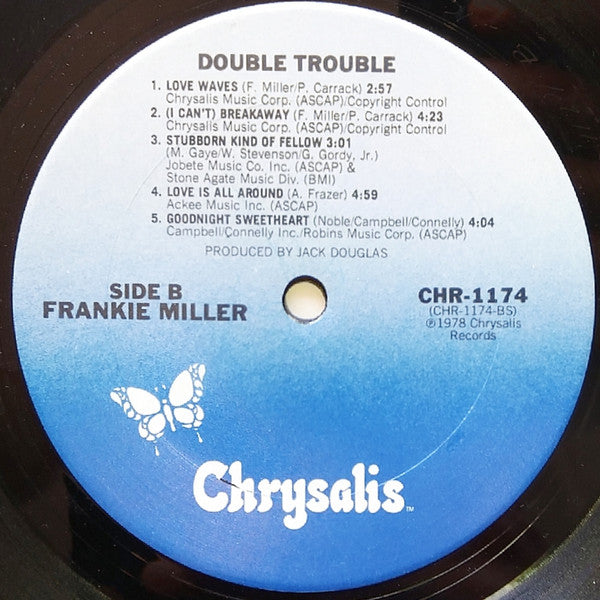 DOUBLE TROUBLE
1. LOVE WAVES (F. Miller/P. Carrack) 2:57
Chrysalis Music Corp. (ASCAP)/Copyright Control
2. (I CAN'T) BREAKAWAY (F. Miller/P. Carrack) 4:23
Chrysalis Music Corp. (ASCAP)/Copyright Control
3. STUBBORN KIND OF FELLOW 3:01
(M. Gaye/W. Stevenson/G. Gordy, Jr.)
Jobete Music Co. Inc. (ASCAP) &
Stone Agate Music Div. (BMI)
4. LOVE IS ALL AROUND (A. Frazer) 4:59
Ackee Music Inc. (ASCAP)
5. GOODNIGHT SWEETHEART (Noble/Campbell/Connelly) 4:04
Campbell/Connelly Inc./Robins Music Corp. (ASCAP)
PRODUCED BY JACK DOUGLAS
SIDE B
FRANKIE MILLER
CHR-1174
(CHR-1174-BS)
℗1978 Chrysalis
Records
Chrysalis™